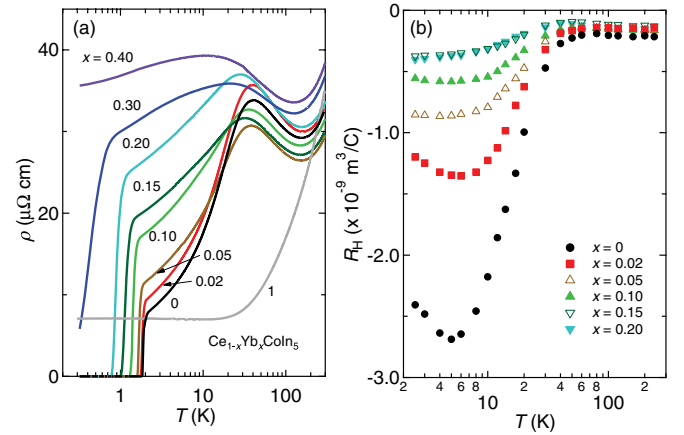 (a)
40
20
0
ρ (μΩ cm)
x = 0.40
0.30
0.20
0.15
0.10
0.05
0.02
0
1
Ce1-xYbxCoIn5
1
10
100
T (K)
(b)
-0
-1.0
-2.0
-3.0
RH (x 10-9 m3/C)
x = 0
x = 0.02
x = 0.05
x = 0.10
x = 0.15
x = 0.20
2 4 6 8 10 2 4 6 8 100 2
T (K)